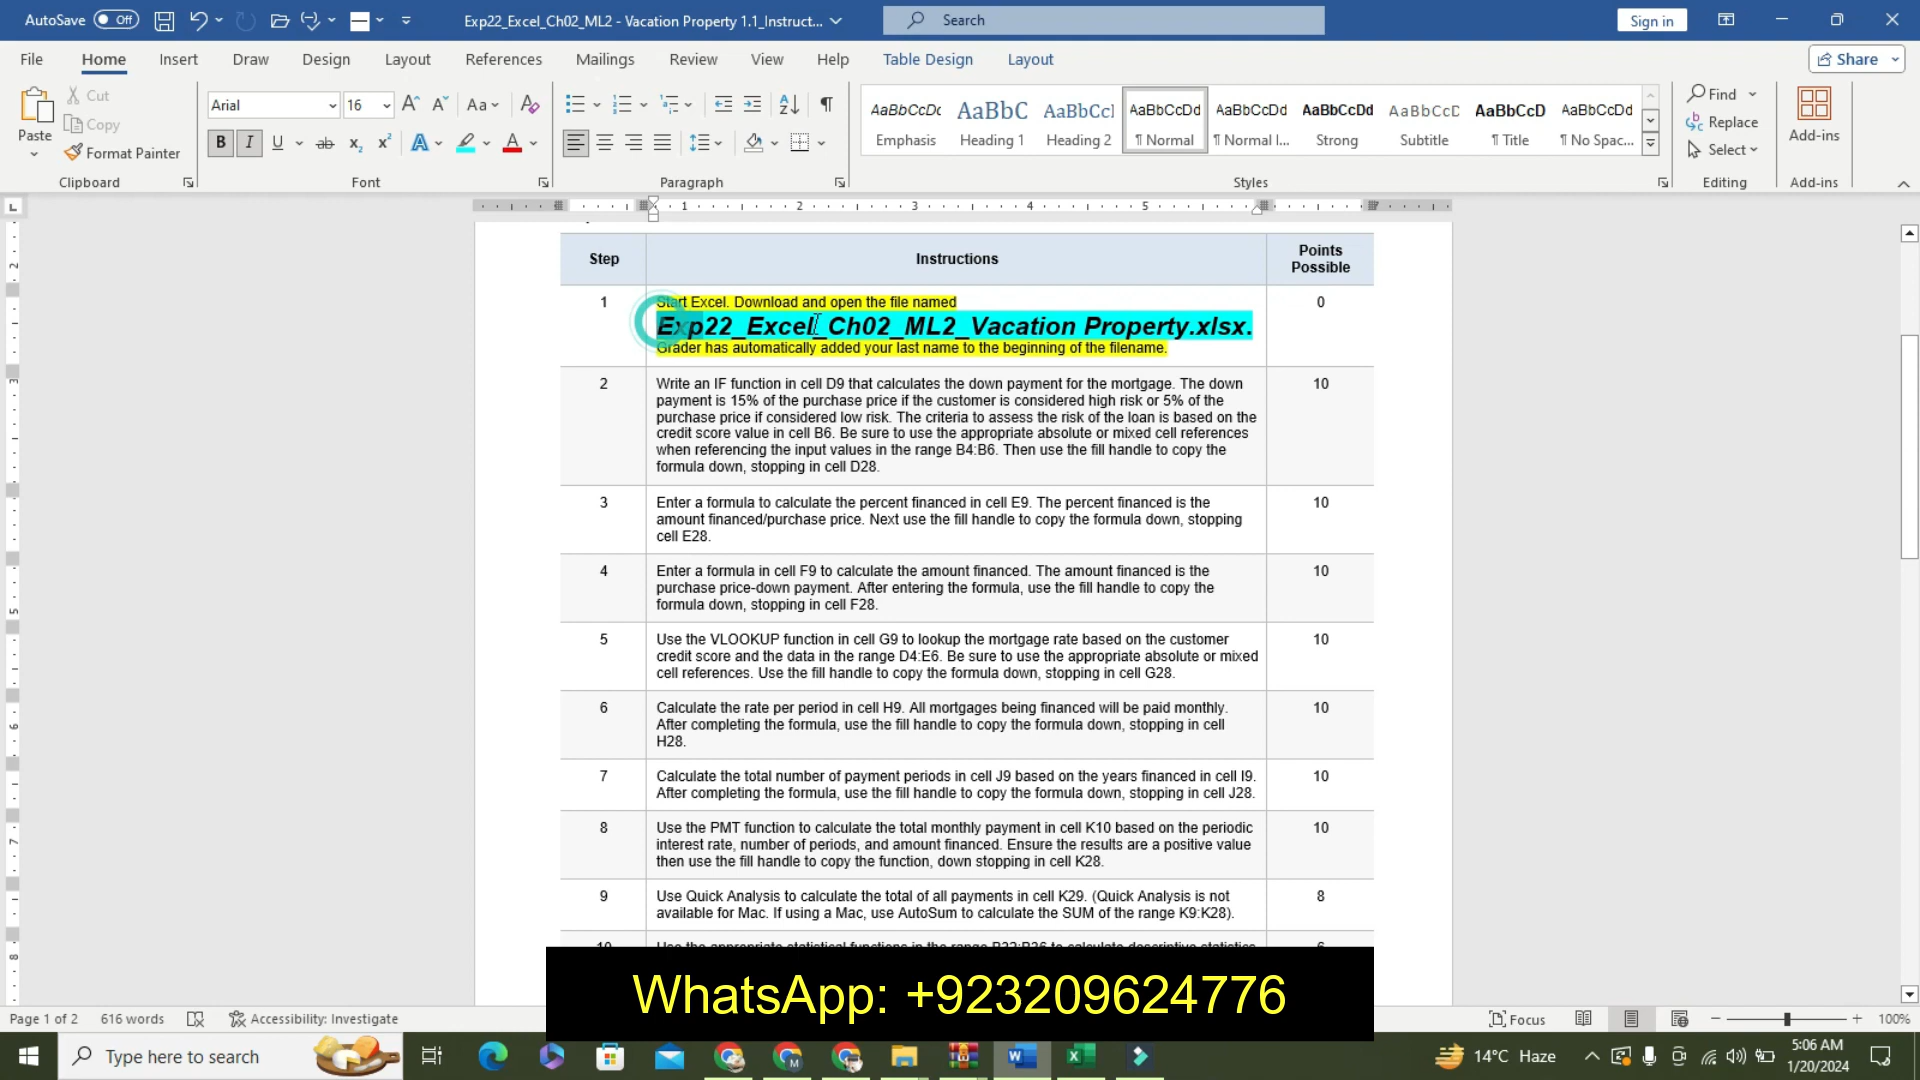 AutoSave Off
Exp22_Excel_Ch02_ML2 - Vacation Property 1.1_Instruct...
Search
Sign in
File Home Insert Draw Design Layout References Mailings Review View Help Table Design Layout
Share
Paste
Cut
Copy
Format Painter
Clipboard
Arial 16
Font
Paragraph
AaBbCcDc Emphasis
AaBbC Heading 1
AaBbCcI Heading 2
AaBbCcDd ¶ Normal
AaBbCcDd ¶ Normal I...
AaBbCcDd Strong
AaBbCcD Subtitle
AaBbCcD ¶ Title
AaBbCcDd ¶ No Spac...
Styles
Find
Replace
Select
Editing
Add-ins
Add-ins
1 2 3 4 5
Step Instructions Points Possible
1 Start Excel. Download and open the file named 0
Exp22_Excel_Ch02_ML2_Vacation Property.xlsx.
Grader has automatically added your last name to the beginning of the filename.
2 Write an IF function in cell D9 that calculates the down payment for the mortgage. The down 10
payment is 15% of the purchase price if the customer is considered high risk or 5% of the
purchase price if considered low risk. The criteria to assess the risk of the loan is based on the
credit score value in cell B6. Be sure to use the appropriate absolute or mixed cell references
when referencing the input values in the range B4:B6. Then use the fill handle to copy the
formula down, stopping in cell D28.
3 Enter a formula to calculate the percent financed in cell E9. The percent financed is the 10
amount financed/purchase price. Next use the fill handle to copy the formula down, stopping
cell E28.
4 Enter a formula in cell F9 to calculate the amount financed. The amount financed is the 10
purchase price-down payment. After entering the formula, use the fill handle to copy the
formula down, stopping in cell F28.
5 Use the VLOOKUP function in cell G9 to lookup the mortgage rate based on the customer 10
credit score and the data in the range D4:E6. Be sure to use the appropriate absolute or mixed
cell references. Use the fill handle to copy the formula down, stopping in cell G28.
6 Calculate the rate per period in cell H9. All mortgages being financed will be paid monthly. 10
After completing the formula, use the fill handle to copy the formula down, stopping in cell
H28.
7 Calculate the total number of payment periods in cell J9 based on the years financed in cell I9. 10
After completing the formula, use the fill handle to copy the formula down, stopping in cell J28.
8 Use the PMT function to calculate the total monthly payment in cell K10 based on the periodic 10
interest rate, number of periods, and amount financed. Ensure the results are a positive value
then use the fill handle to copy the function, down stopping in cell K28.
9 Use Quick Analysis to calculate the total of all payments in cell K29. (Quick Analysis is not 8
available for Mac. If using a Mac, use AutoSum to calculate the SUM of the range K9:K28).
WhatsApp: +923209624776
Page 1 of 2 616 words Accessibility: Investigate Focus 100%
Type here to search
14°C Haze
5:06 AM
1/20/2024